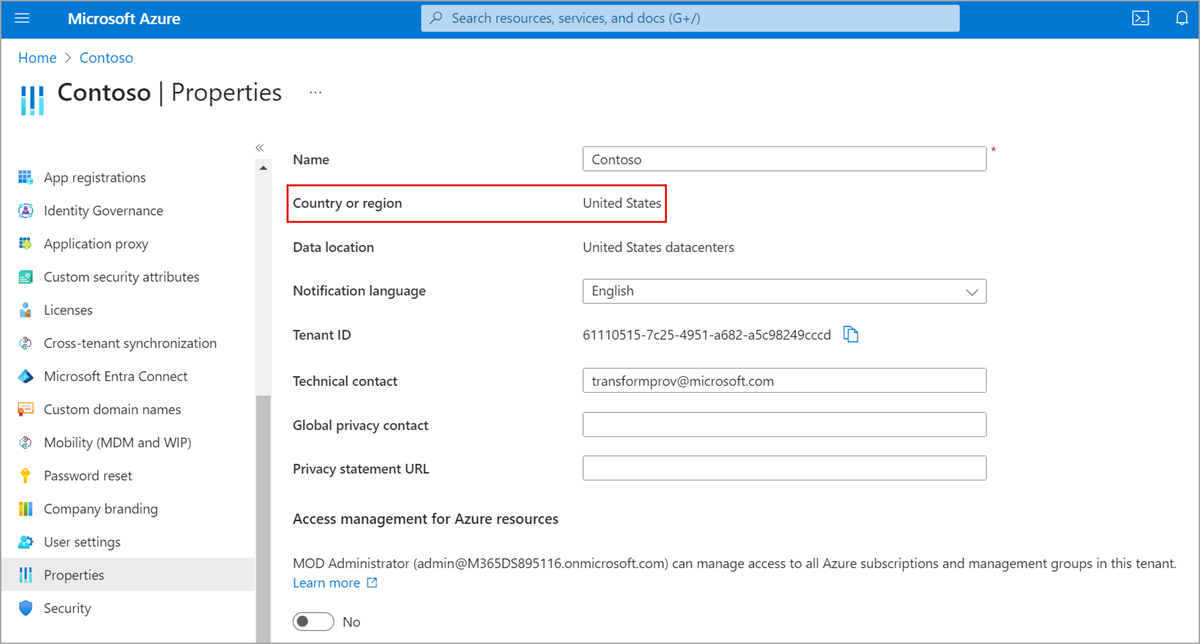 Microsoft Azure
Search resources, services, and docs (G+/)
Home > Contoso
Contoso | Properties ...
«
App registrations
Identity Governance
Application proxy
Custom security attributes
Licenses
Cross-tenant synchronization
Microsoft Entra Connect
Custom domain names
Mobility (MDM and WIP)
Password reset
Company branding
User settings
Properties
Security
Name Contoso *
Country or region United States
Data location United States datacenters
Notification language English
Tenant ID 61110515-7c25-4951-a682-a5c98249cccd
Technical contact transformprov@microsoft.com
Global privacy contact
Privacy statement URL
Access management for Azure resources
MOD Administrator (admin@M365DS895116.onmicrosoft.com) can manage access to all Azure subscriptions and management groups in this tenant.
Learn more
No